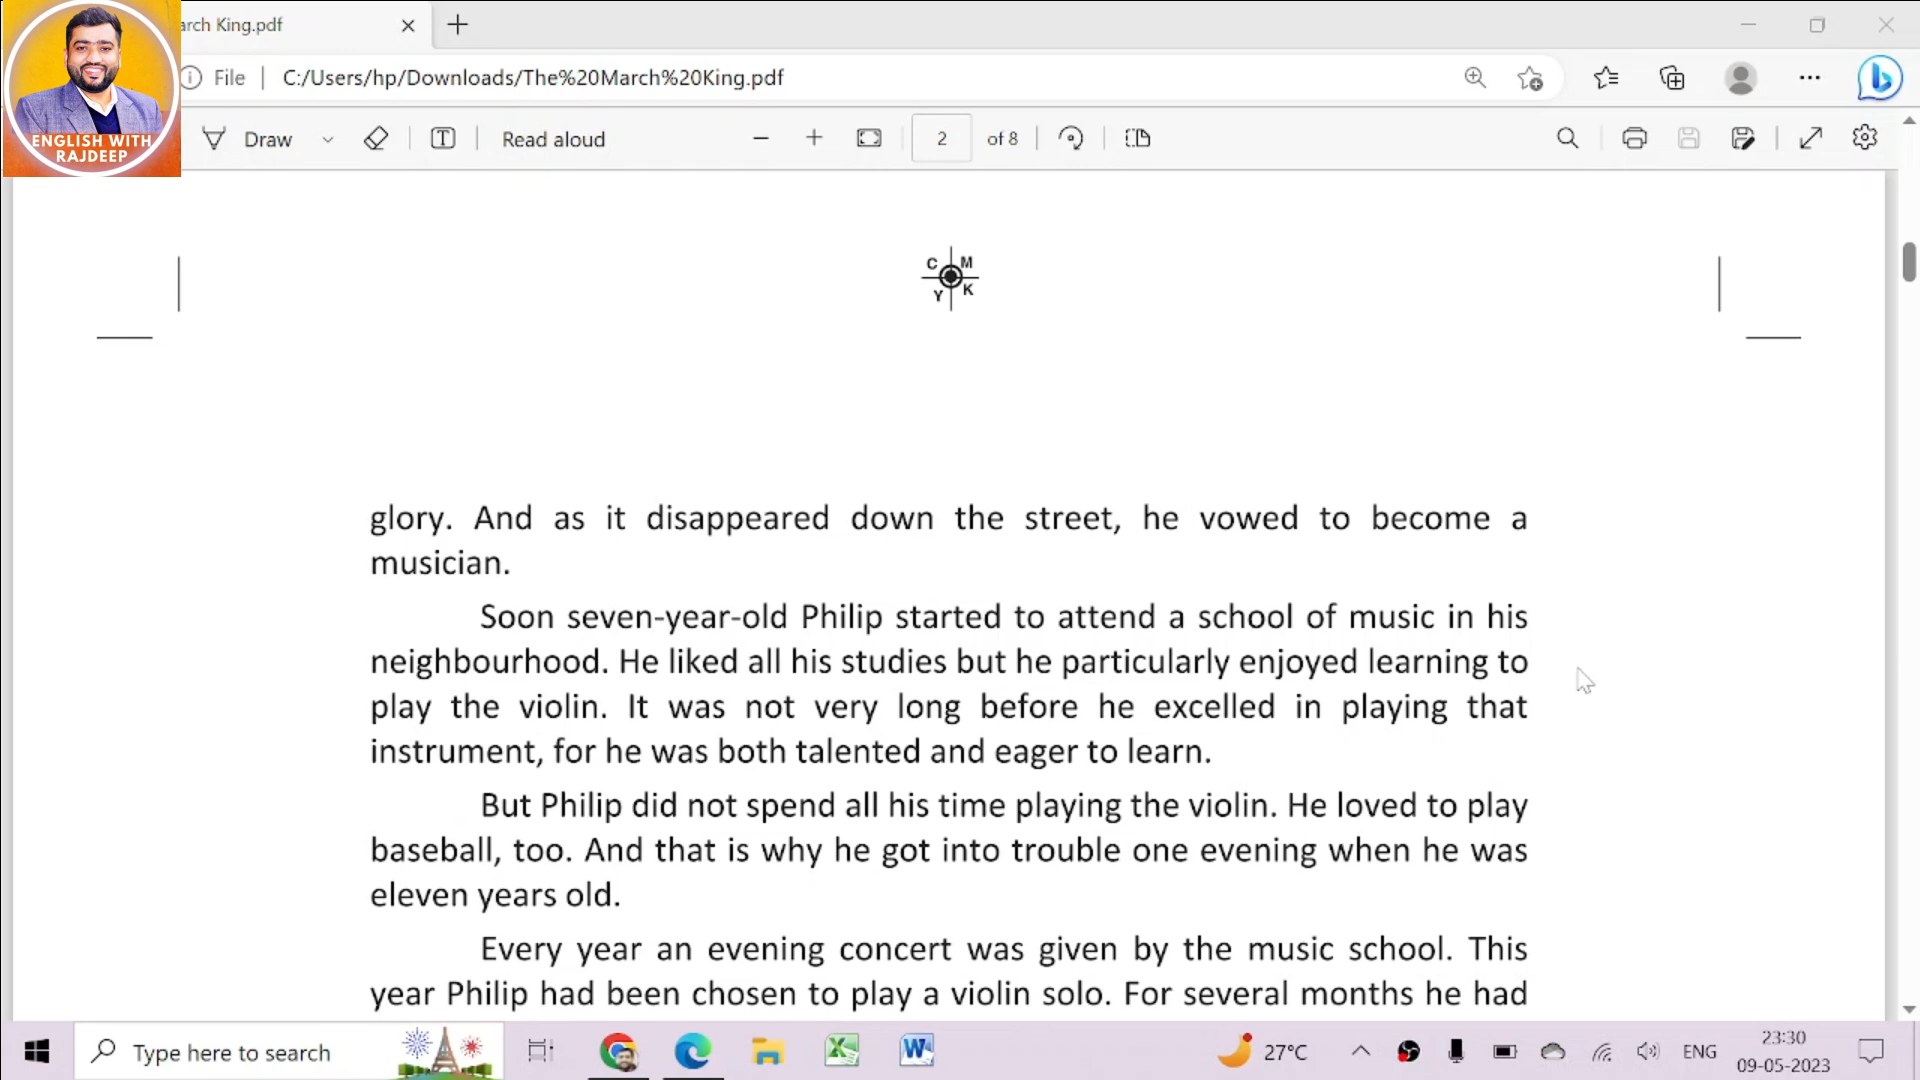 arch King.pdf
ENGLISH WITH
RAJDEEP
File
C:/Users/hp/Downloads/The%20March%20King.pdf
Draw
Read aloud
2 of 8
C M
Y K
glory. And as it disappeared down the street, he vowed to become a
musician.
Soon seven-year-old Philip started to attend a school of music in his
neighbourhood. He liked all his studies but he particularly enjoyed learning to
play the violin. It was not very long before he excelled in playing that
instrument, for he was both talented and eager to learn.
But Philip did not spend all his time playing the violin. He loved to play
baseball, too. And that is why he got into trouble one evening when he was
eleven years old.
Every year an evening concert was given by the music school. This
year Philip had been chosen to play a violin solo. For several months he had
Type here to search
27°C
ENG
23:30
09-05-2023